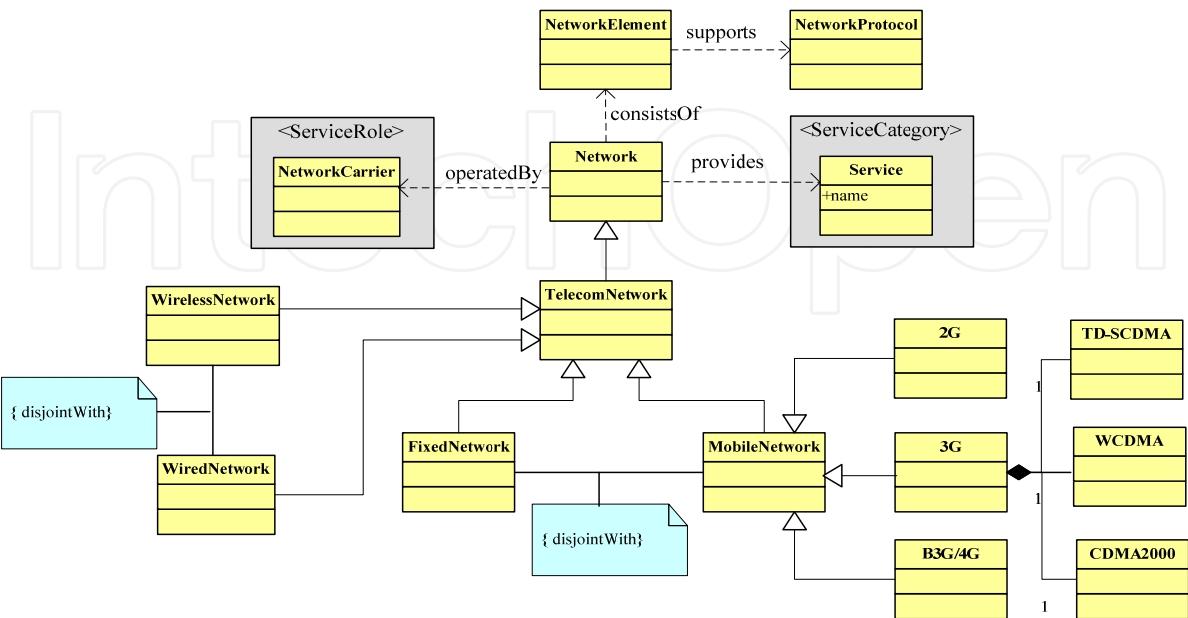 NetworkElement
supports
NetworkProtocol
consistsOf
<ServiceRole>
NetworkCarrier
operatedBy
Network
provides
<ServiceCategory>
Service
+name
IntechOpen
WirelessNetwork
TelecomNetwork
2G
TD-SCDMA
1
{ disjointWith}
FixedNetwork
MobileNetwork
3G
WCDMA
WiredNetwork
1
{ disjointWith}
B3G/4G
CDMA2000
1